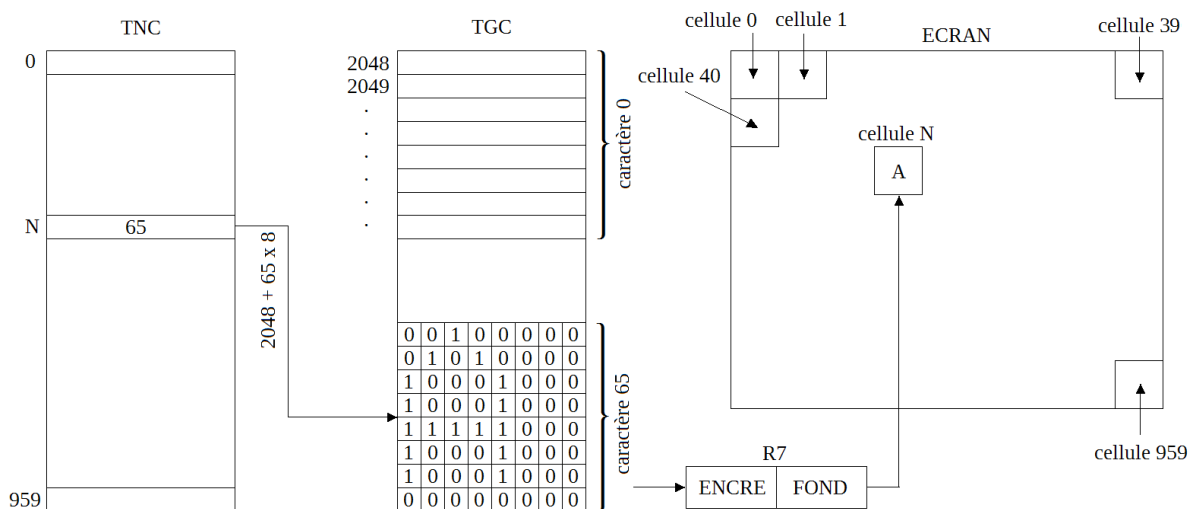 TNC
0
N
65
959
2048 + 65 x 8
TGC
2048
2049
.
.
.
.
.
.
caractère 0
0 0 1 0 0 0 0 0
0 1 0 1 0 0 0 0
1 0 0 0 1 0 0 0
1 0 0 0 1 0 0 0
1 1 1 1 1 0 0 0
1 0 0 0 1 0 0 0
1 0 0 0 1 0 0 0
0 0 0 0 0 0 0 0
caractère 65
cellule 0
cellule 1
ECRAN
cellule 39
cellule 40
cellule N
A
cellule 959
R7
ENCRE
FOND